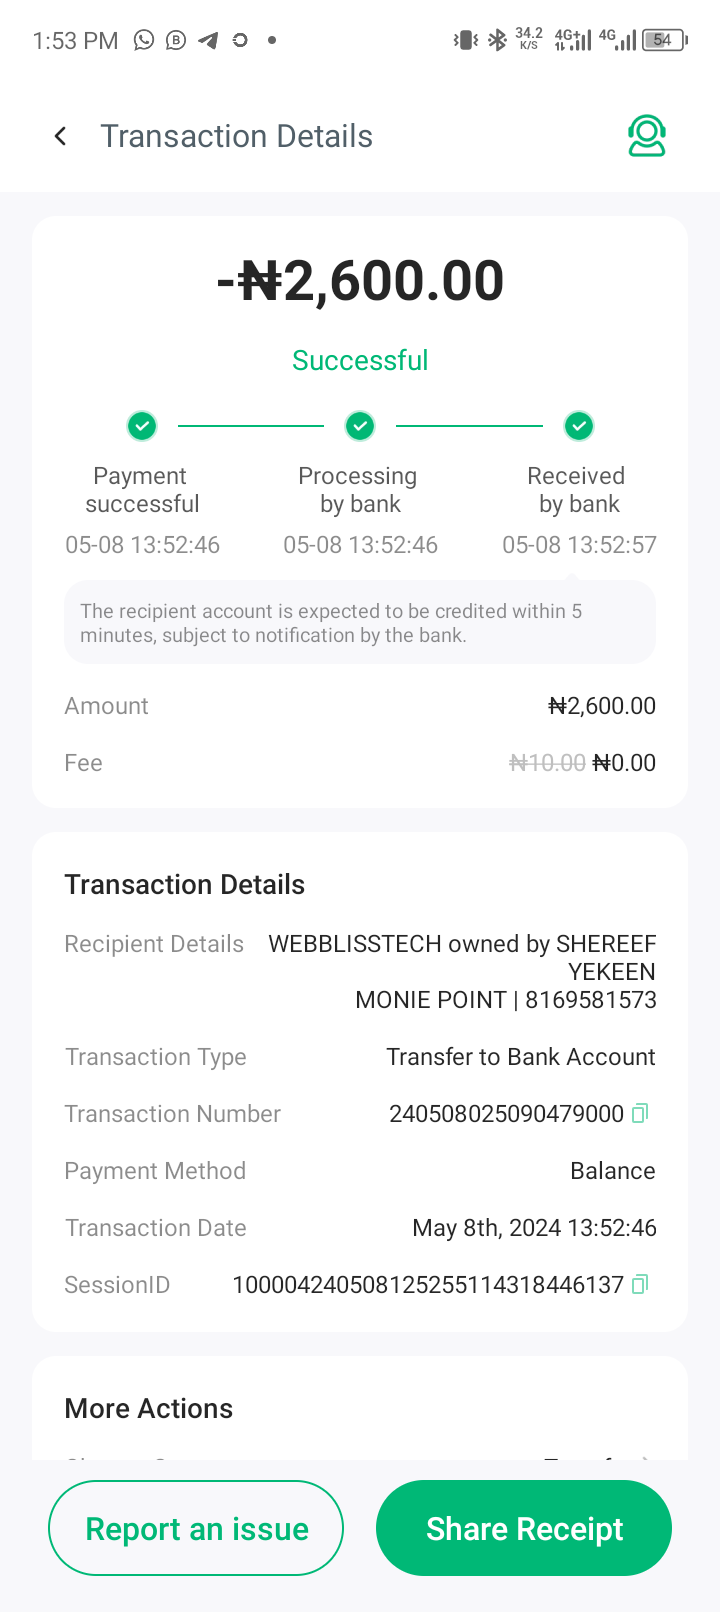 1:53 PM
34.2 K/S 4G+ 4G 54
Transaction Details
-₦2,600.00
Successful
Payment successful
Processing by bank
Received by bank
05-08 13:52:46
05-08 13:52:46
05-08 13:52:57
The recipient account is expected to be credited within 5
minutes, subject to notification by the bank.
Amount ₦2,600.00
Fee ₦10.00 ₦0.00
Transaction Details
Recipient Details WEBBLISSTECH owned by SHEREEF
YEKEEN
MONIE POINT | 8169581573
Transaction Type Transfer to Bank Account
Transaction Number 240508025090479000
Payment Method Balance
Transaction Date May 8th, 2024 13:52:46
SessionID 100004240508125255114318446137
More Actions
Report an issue
Share Receipt